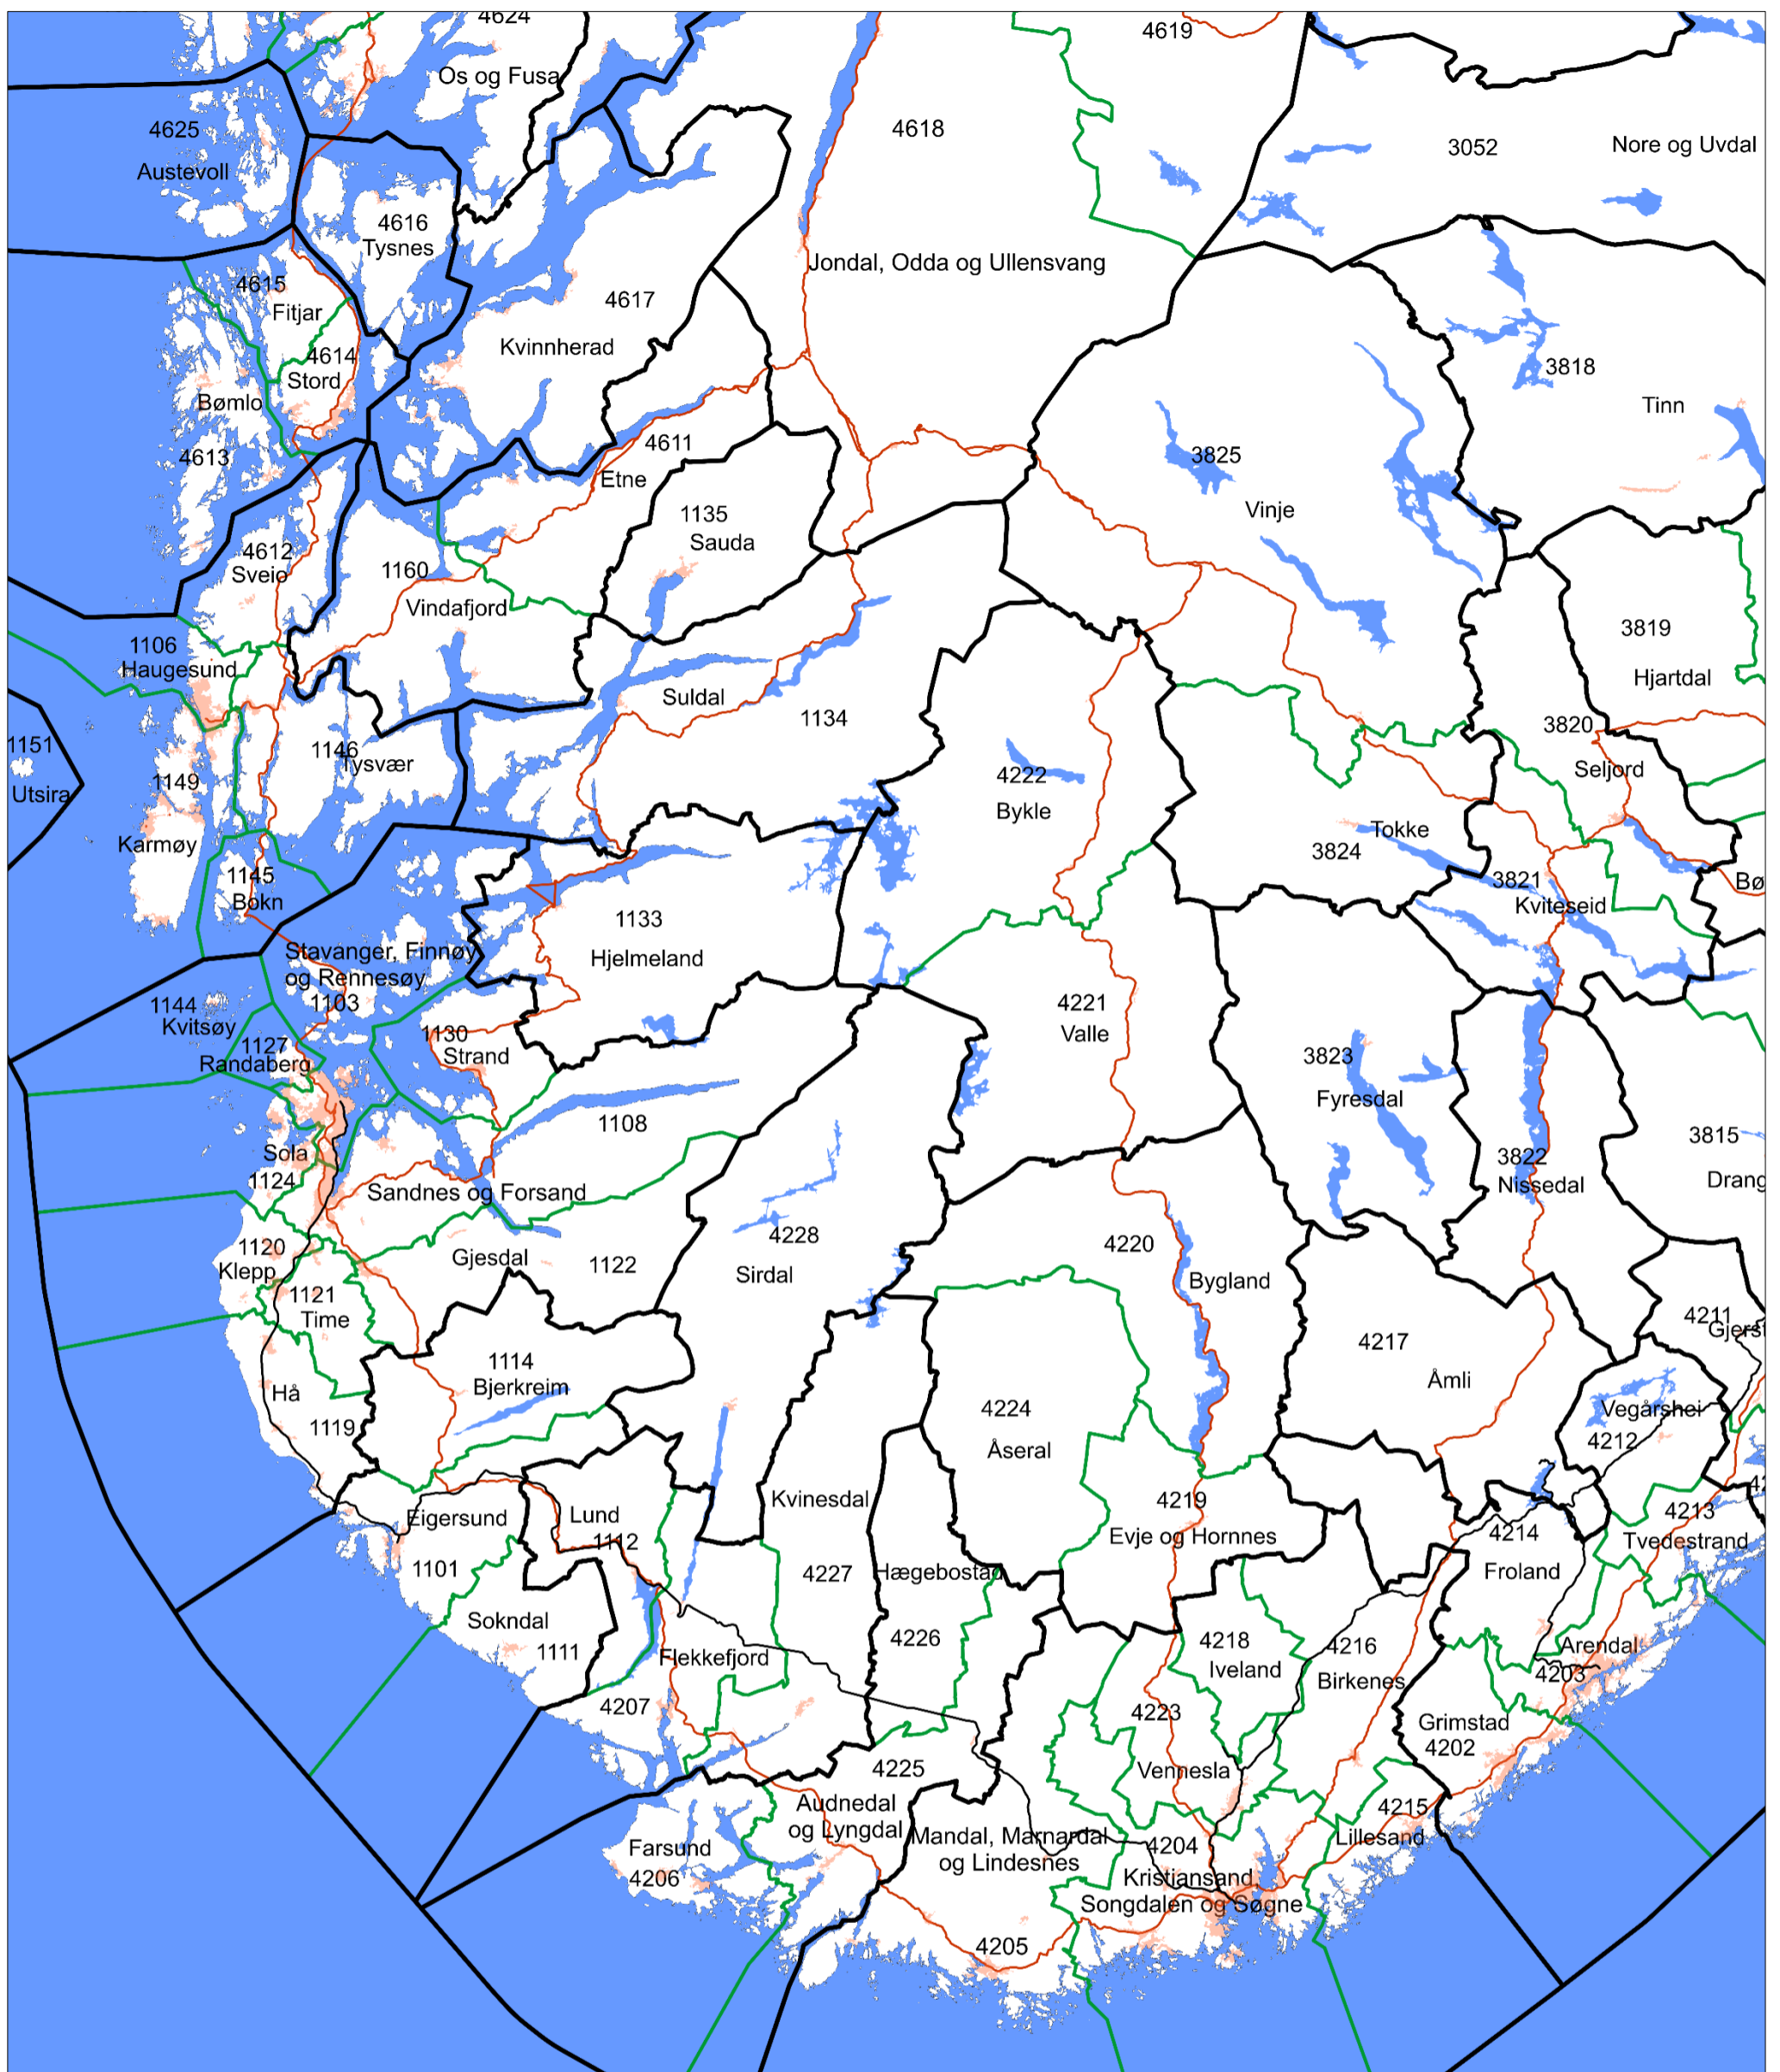 4624
4619
Os og Fusa
4625
4618
3052
Nore og Uvdal
Austevoll
4616
Tysnes
Jondal, Odda og Ullensvang
4615
Fitjar
4617
Kvinnherad
4614
Stord
3818
Bømlo
Tinn
4611
4613
3825
Etne
Vinje
1135
Sauda
4612
Sveio
1160
Vindafjord
3819
1106
Haugesund
Hjartdal
Suldal
1134
3820
1151
1146
Tysvær
Seljord
1149
4222
Utsira
Bykle
Karmøy
Tokke
3824
1145
Bokn
3821
Kviteseid
Bø
1133
Hjelmeland
Stavanger, Finnøy
og Rennesøy
1103
1144
Kvitsøy
4221
Valle
1130
Strand
1127
Randaberg
3823
Fyresdal
1108
3815
Sola
1124
3822
Nissedal
Drang
Sandnes og Forsand
4228
Sirdal
4220
1120
Klepp
Gjesdal
1122
Bygland
1121
Time
4211
Gjerst
4217
Åmli
1114
Bjerkreim
Hå
4224
Vegårshei
1119
4212
Åseral
Kvinesdal
4219
Evje og Hornnes
4213
Tvedestrand
42
Eigersund
Lund
1112
4214
Froland
1101
4227
Hægebostad
Sokndal
1111
4226
4218
Iveland
4216
Birkenes
Arendal
4203
Flekkefjord
4207
4223
Grimstad
4202
Vennesla
4225
Audnedal
og Lyngdal
4215
Lillesand
Farsund
4206
Mandal, Marnardal
og Lindesnes
4204
Kristiansand
Songdalen og Søgne
4205